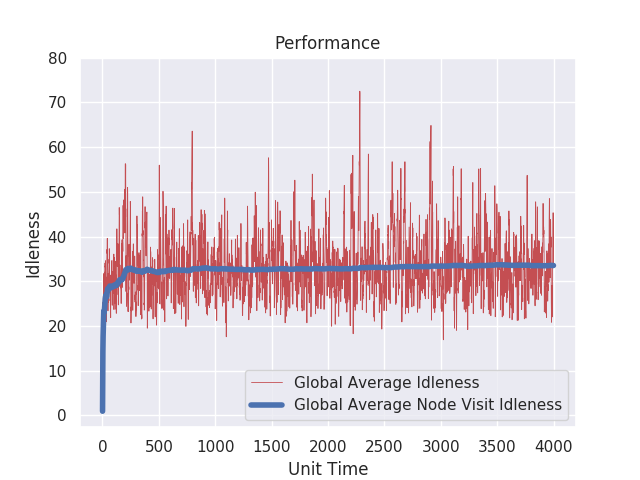 Performance
80
70
60
50
40
30
20
10
0
Idleness
Global Average Idleness
Global Average Node Visit Idleness
0 500 1000 1500 2000 2500 3000 3500 4000
Unit Time